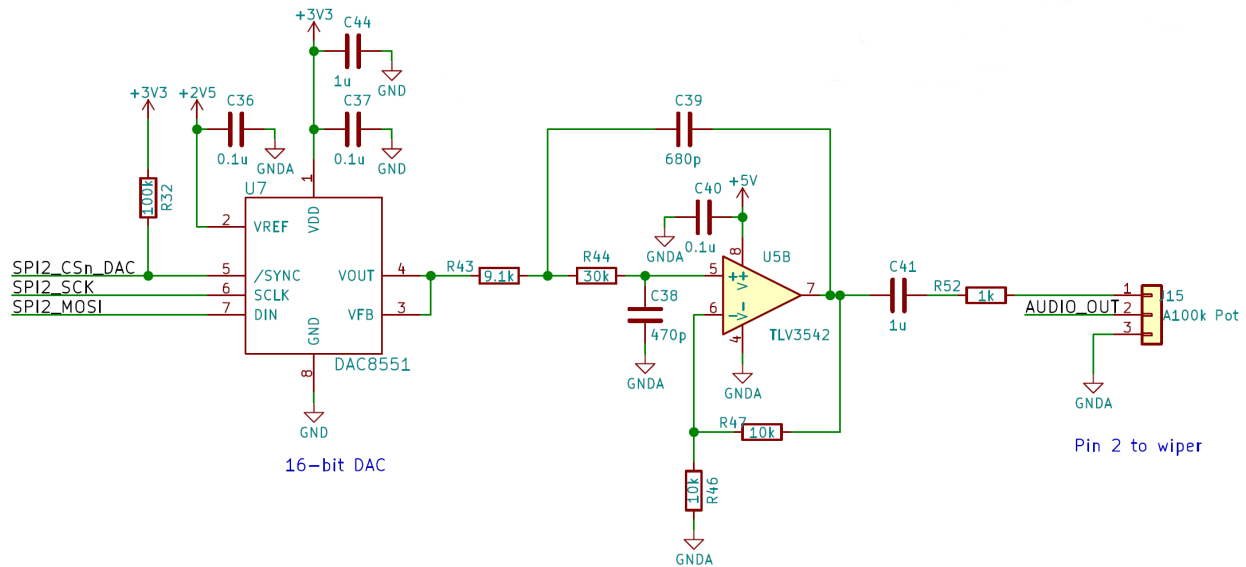 +3V3
C44
1u
GND
+3V3
+2V5
C36
0.1u
GNDA
C37
0.1u
GND
C39
680p
100k
R32
U7
1
2
VREF
VDD
SPI2_CSn_DAC
5
/SYNC
VOUT
4
SPI2_SCK
6
SCLK
SPI2_MOSI
7
DIN
VFB
3
GND
8
DAC8551
GND
16-bit DAC
R43
9.1k
R44
30k
C38
470p
GNDA
C40
0.1u
GNDA
+5V
8
U5B
5
+
V+
6
V-
7
4
TLV3542
GNDA
R47
10k
10k
R46
GNDA
C41
1u
R52
1k
1
J15
AUDIO_OUT
2
A100k Pot
3
GNDA
Pin 2 to wiper